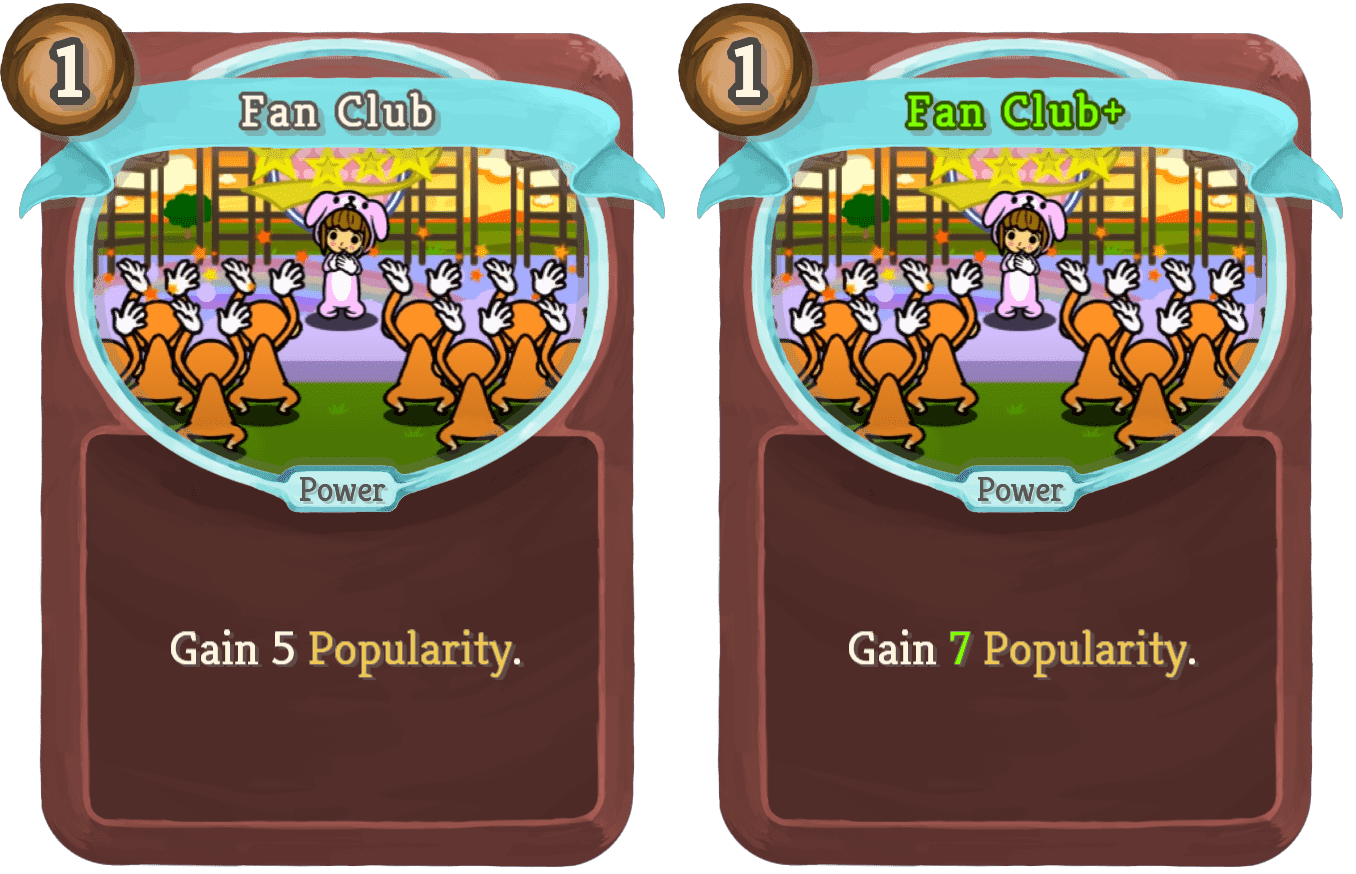 1
Fan Club
Power
Gain 5 Popularity.
1
Fan Club+
Power
Gain 7 Popularity.